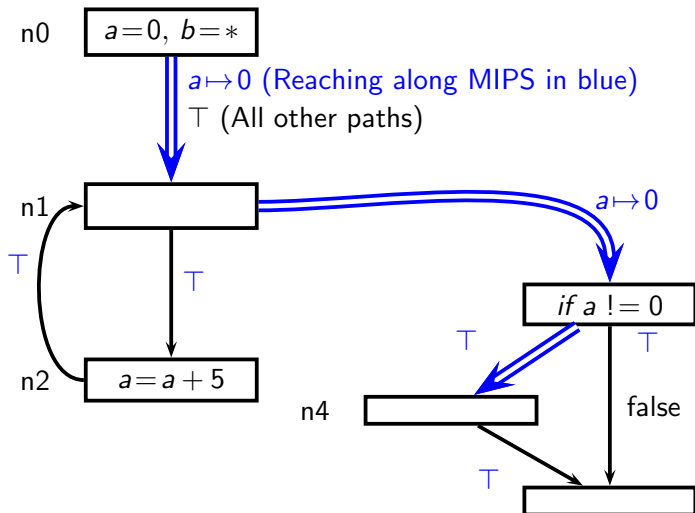 n0
a=0, b=*
a↦0 (Reaching along MIPS in blue)
⊤ (All other paths)
n1
a↦0
⊤
⊤
if a != 0
⊤
⊤
n2
a=a+5
n4
false
⊤